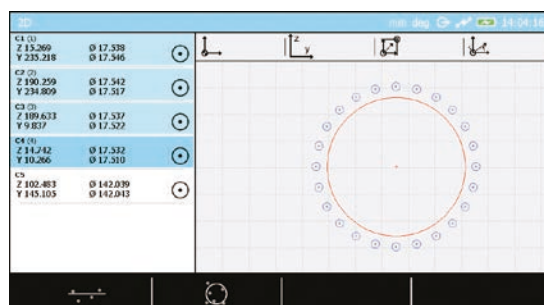 2D
mm deg 14:04:16
C1 (1)
Z 15.269 Ø 17.538
Y 235.218 Ø 17.546
C2 (2)
Z 190.259 Ø 17.542
Y 234.809 Ø 17.517
C3 (3)
Z 189.633 Ø 17.537
Y 9.837 Ø 17.522
C4 (4)
Z 14.742 Ø 17.532
Y 10.266 Ø 17.510
C5
Z 102.483 Ø 142.039
Y 145.105 Ø 142.043
z
y